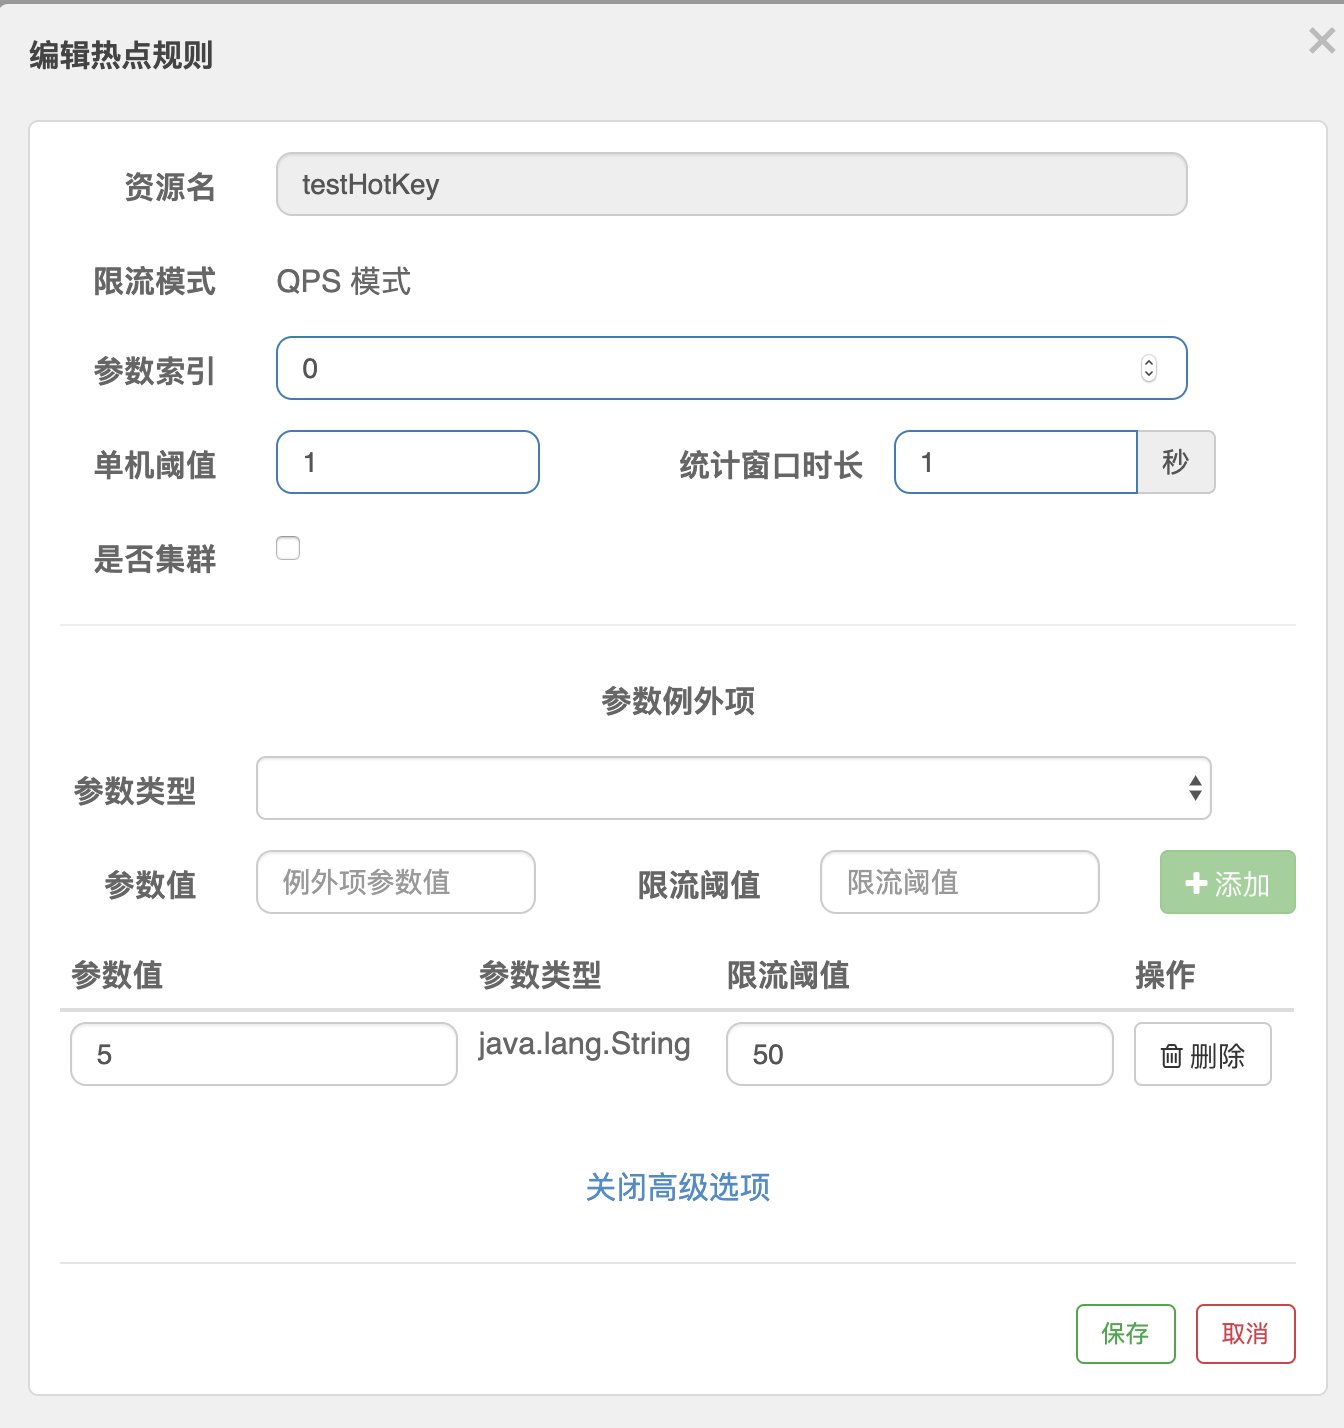 编辑热点规则
资源名 testHotKey
限流模式 QPS 模式
参数索引 0
单机阈值 1 统计窗口时长 1 秒
是否集群
参数例外项
参数类型
参数值 例外项参数值 限流阈值 限流阈值 添加
参数值 参数类型 限流阈值 操作
5 java.lang.String 50 删除
关闭高级选项
保存 取消